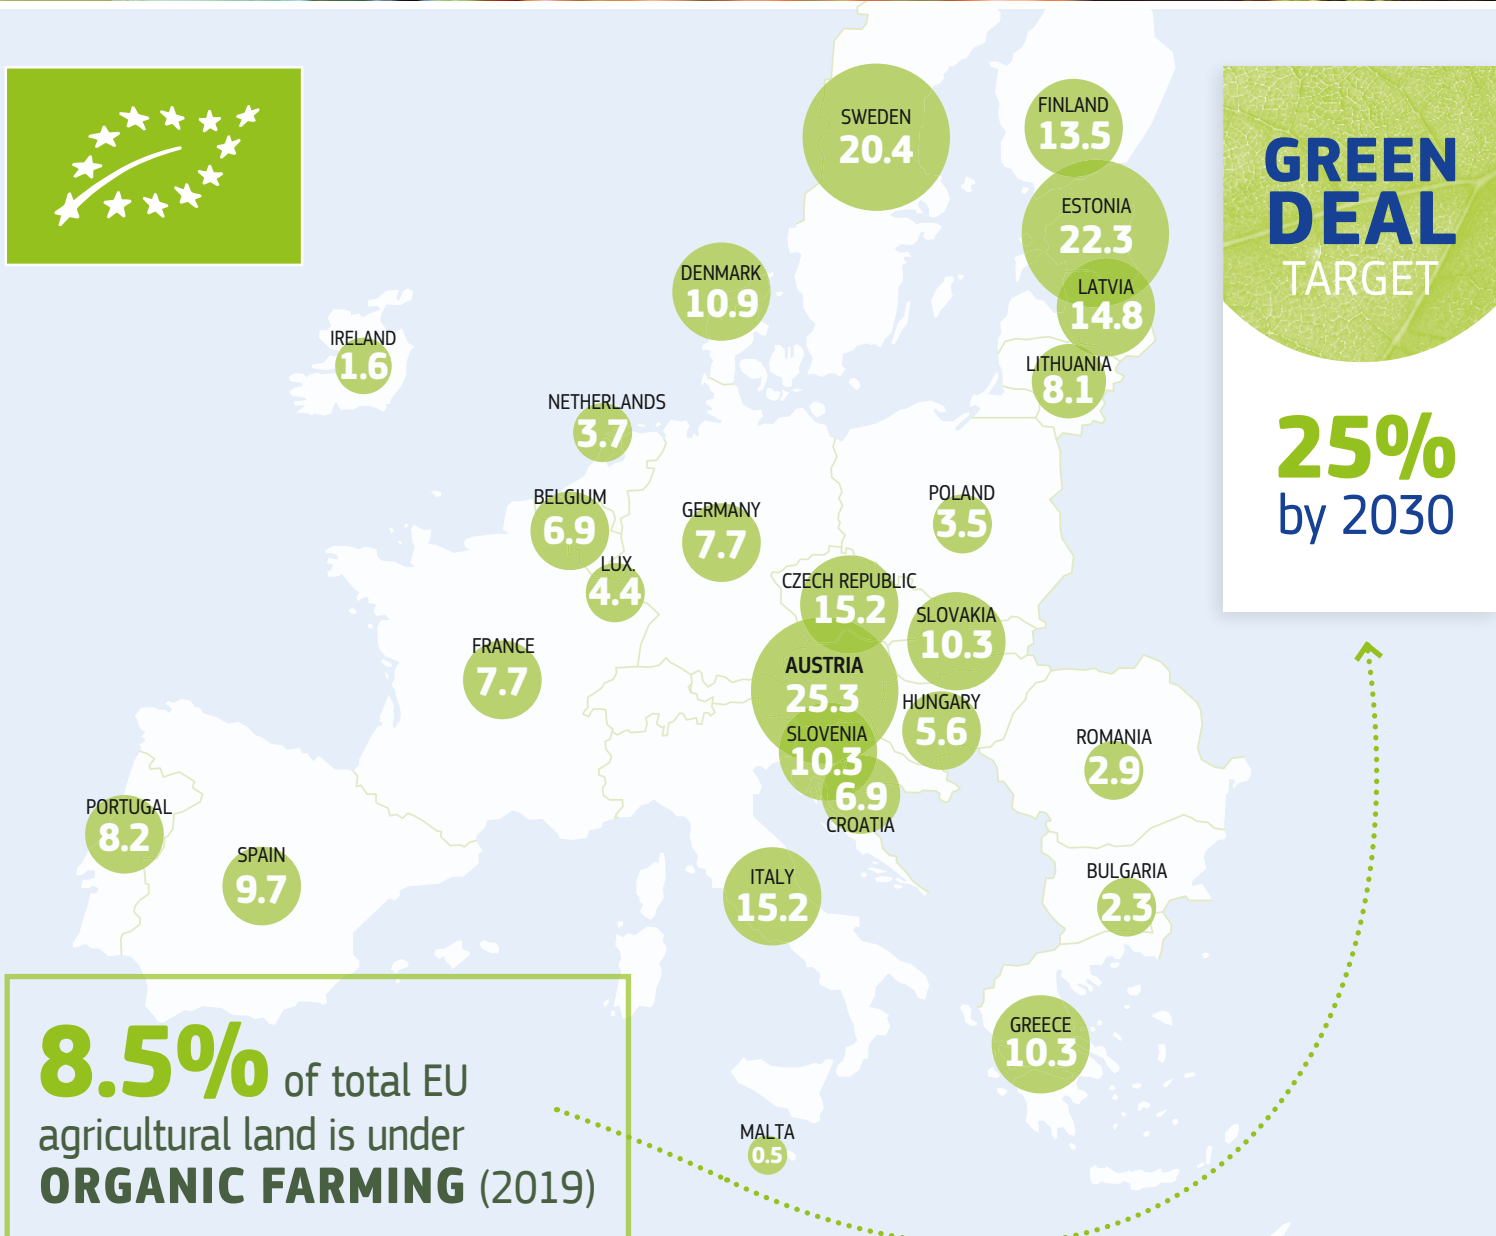 SWEDEN
20.4
FINLAND
13.5
ESTONIA
22.3
LATVIA
14.8
LITHUANIA
8.1
DENMARK
10.9
IRELAND
1.6
NETHERLANDS
3.7
BELGIUM
6.9
LUX.
4.4
GERMANY
7.7
POLAND
3.5
CZECH REPUBLIC
15.2
SLOVAKIA
10.3
AUSTRIA
25.3
HUNGARY
5.6
SLOVENIA
10.3
6.9
CROATIA
FRANCE
7.7
ROMANIA
2.9
PORTUGAL
8.2
SPAIN
9.7
ITALY
15.2
BULGARIA
2.3
GREECE
10.3
MALTA
0.5
GREEN
DEAL
TARGET
25%
by 2030
8.5% of total EU
agricultural land is under
ORGANIC FARMING (2019)